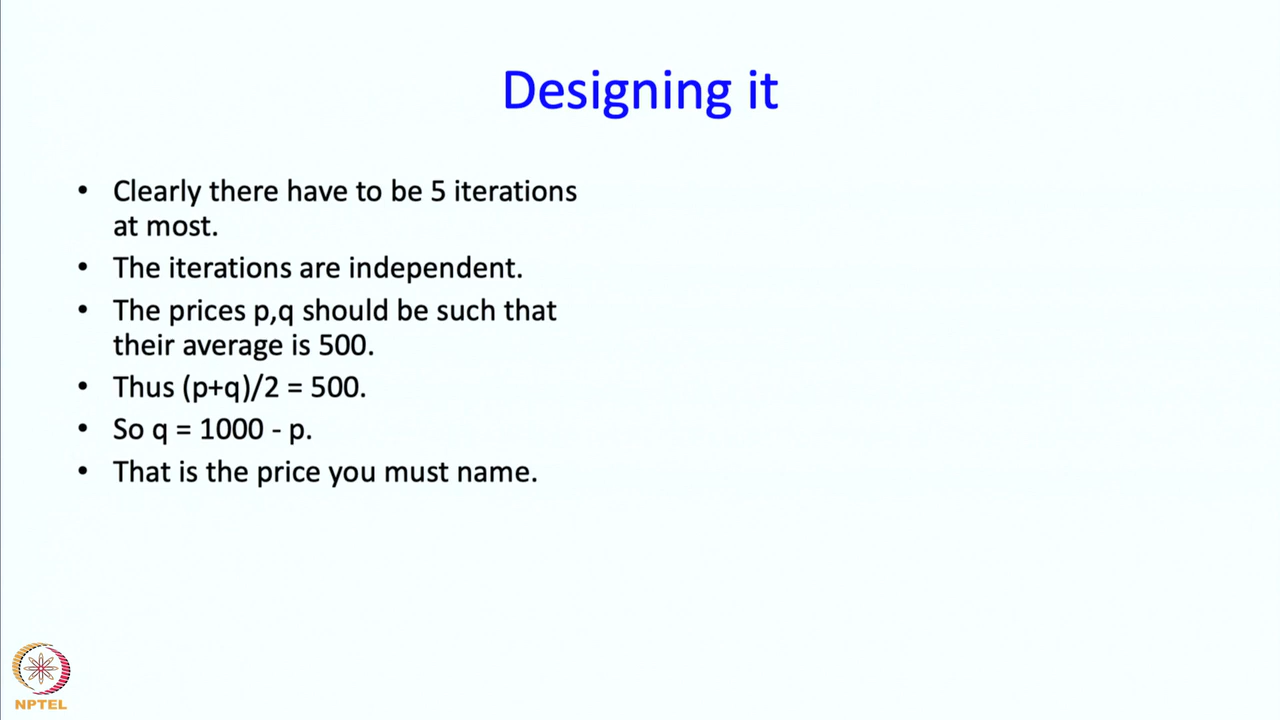 Designing it
• Clearly there have to be 5 iterations
at most.
• The iterations are independent.
• The prices p,q should be such that
their average is 500.
• Thus (p+q)/2 = 500.
• So q = 1000 - p.
• That is the price you must name.
NPTEL